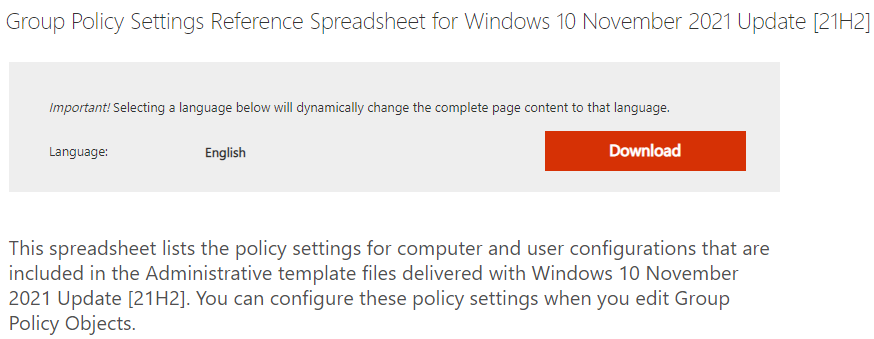 Group Policy Settings Reference Spreadsheet for Windows 10 November 2021 Update [21H2]
Important! Selecting a language below will dynamically change the complete page content to that language.
Language: English Download
This spreadsheet lists the policy settings for computer and user configurations that are
included in the Administrative template files delivered with Windows 10 November
2021 Update [21H2]. You can configure these policy settings when you edit Group
Policy Objects.